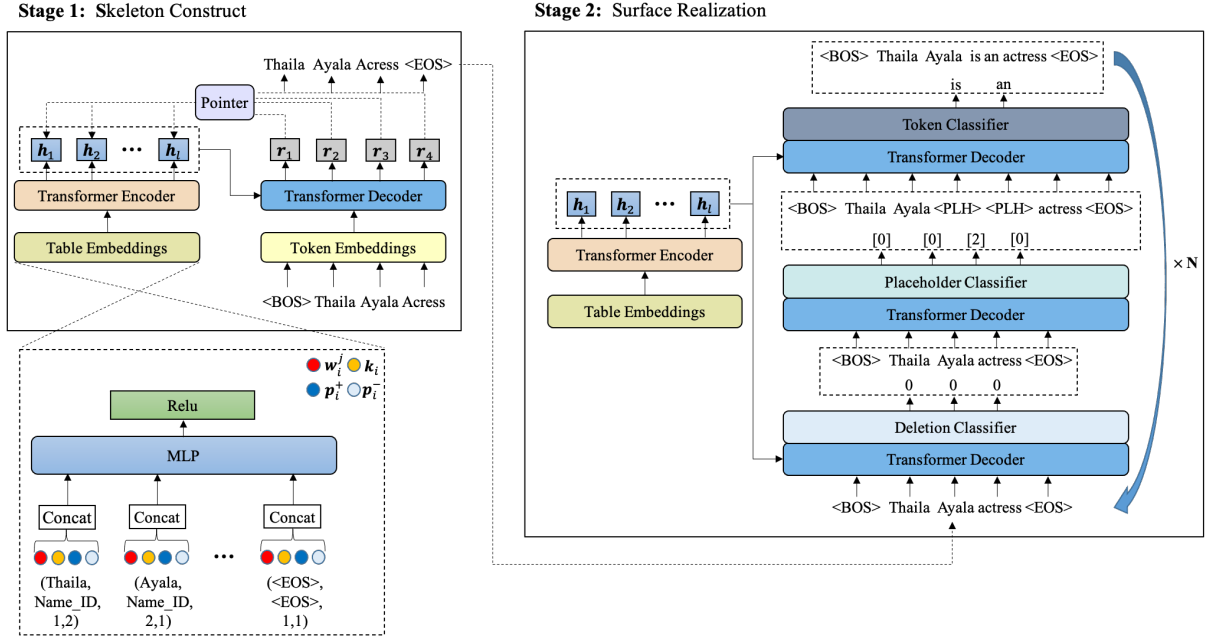 Stage 1: Skeleton Construct
Thaila Ayala Acress <EOS>
Pointer
h1 h2 ••• hl
r1 r2 r3 r4
Transformer Encoder
Transformer Decoder
Table Embeddings
Token Embeddings
<BOS> Thaila Ayala Acress
w_i^j k_i
p_i^+ p_i^-
Relu
MLP
Concat Concat Concat
•••
(Thaila, Name_ID, 1,2)
(Ayala, Name_ID, 2,1)
(<EOS>, <EOS>, 1,1)
Stage 2: Surface Realization
<BOS> Thaila Ayala is an actress <EOS>
is an
Token Classifier
Transformer Decoder
<BOS> Thaila Ayala <PLH> <PLH> actress <EOS>
[0] [0] [2] [0]
Placeholder Classifier
Transformer Decoder
<BOS> Thaila Ayala actress <EOS>
0 0 0
Deletion Classifier
Transformer Decoder
<BOS> Thaila Ayala actress <EOS>
h1 h2 ••• hl
Transformer Encoder
Table Embeddings
× N